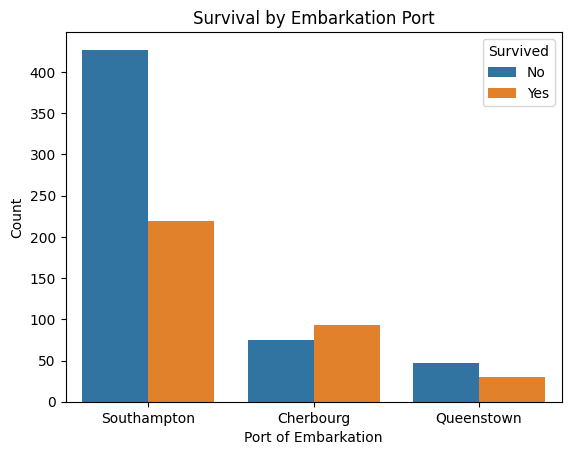 Survival by Embarkation Port
Survived
No
Yes
Count
400
350
300
250
200
150
100
50
0
Southampton
Cherbourg
Queenstown
Port of Embarkation